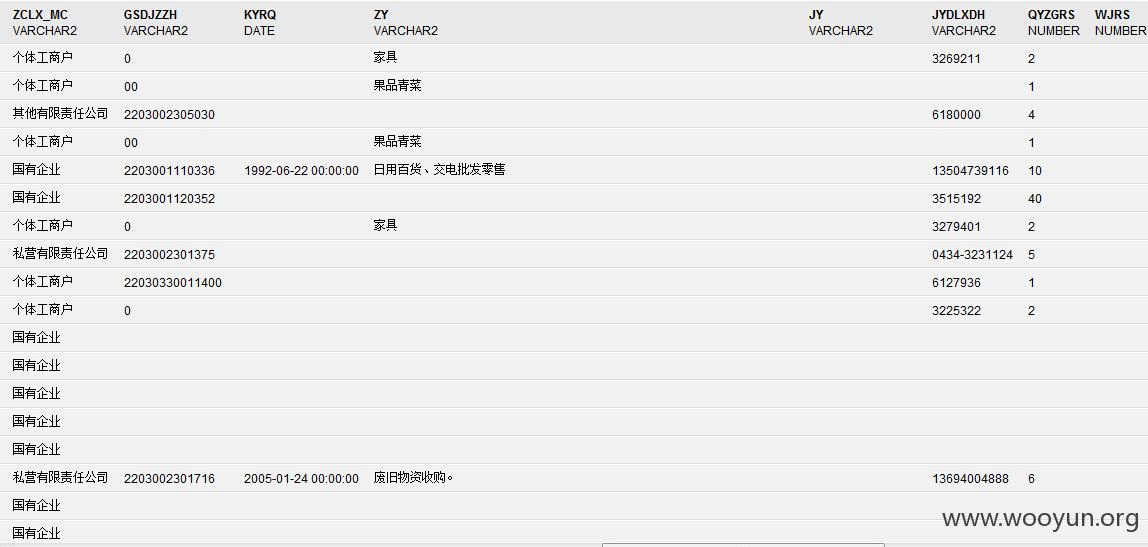 ZCLX_MC GSDJZZH KYRQ ZY JY JYDLXDH QYZGRS WJRS
VARCHAR2 VARCHAR2 DATE VARCHAR2 VARCHAR2 VARCHAR2 NUMBER NUMBER
个体工商户 0 家具 3269211 2
个体工商户 00 果品青菜 1
其他有限责任公司 2203002305030 6180000 4
个体工商户 00 果品青菜 1
国有企业 2203001110336 1992-06-22 00:00:00 日用百货、交电批发零售 13504739116 10
国有企业 2203001120352 3515192 40
个体工商户 0 家具 3279401 2
私营有限责任公司 2203002301375 0434-3231124 5
个体工商户 22030330011400 6127936 1
个体工商户 0 3225322 2
国有企业
国有企业
国有企业
国有企业
国有企业
私营有限责任公司 2203002301716 2005-01-24 00:00:00 废旧物资收购。 13694004888 6
国有企业
国有企业
www.wooyun.org